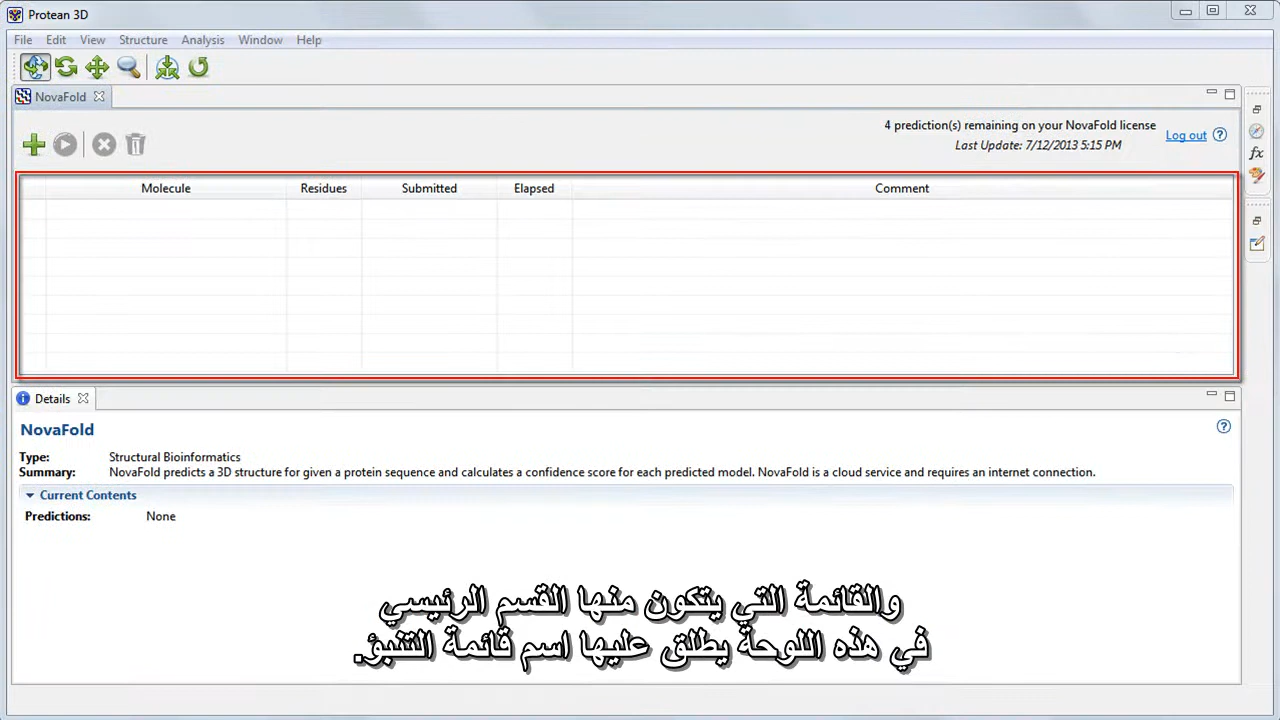 Protean 3D
File Edit View Structure Analysis Window Help
NovaFold
4 prediction(s) remaining on your NovaFold license
Last Update: 7/12/2013 5:15 PM
Log out
Molecule Residues Submitted Elapsed Comment
Details
NovaFold
Type: Structural Bioinformatics
Summary: NovaFold predicts a 3D structure for given a protein sequence and calculates a confidence score for each predicted model. NovaFold is a cloud service and requires an internet connection.
Current Contents
Predictions: None
والقائمة التي يتكون منها القسم الرئيسي
في هذه اللوحة يطلق عليها اسم قائمة التنبؤ.